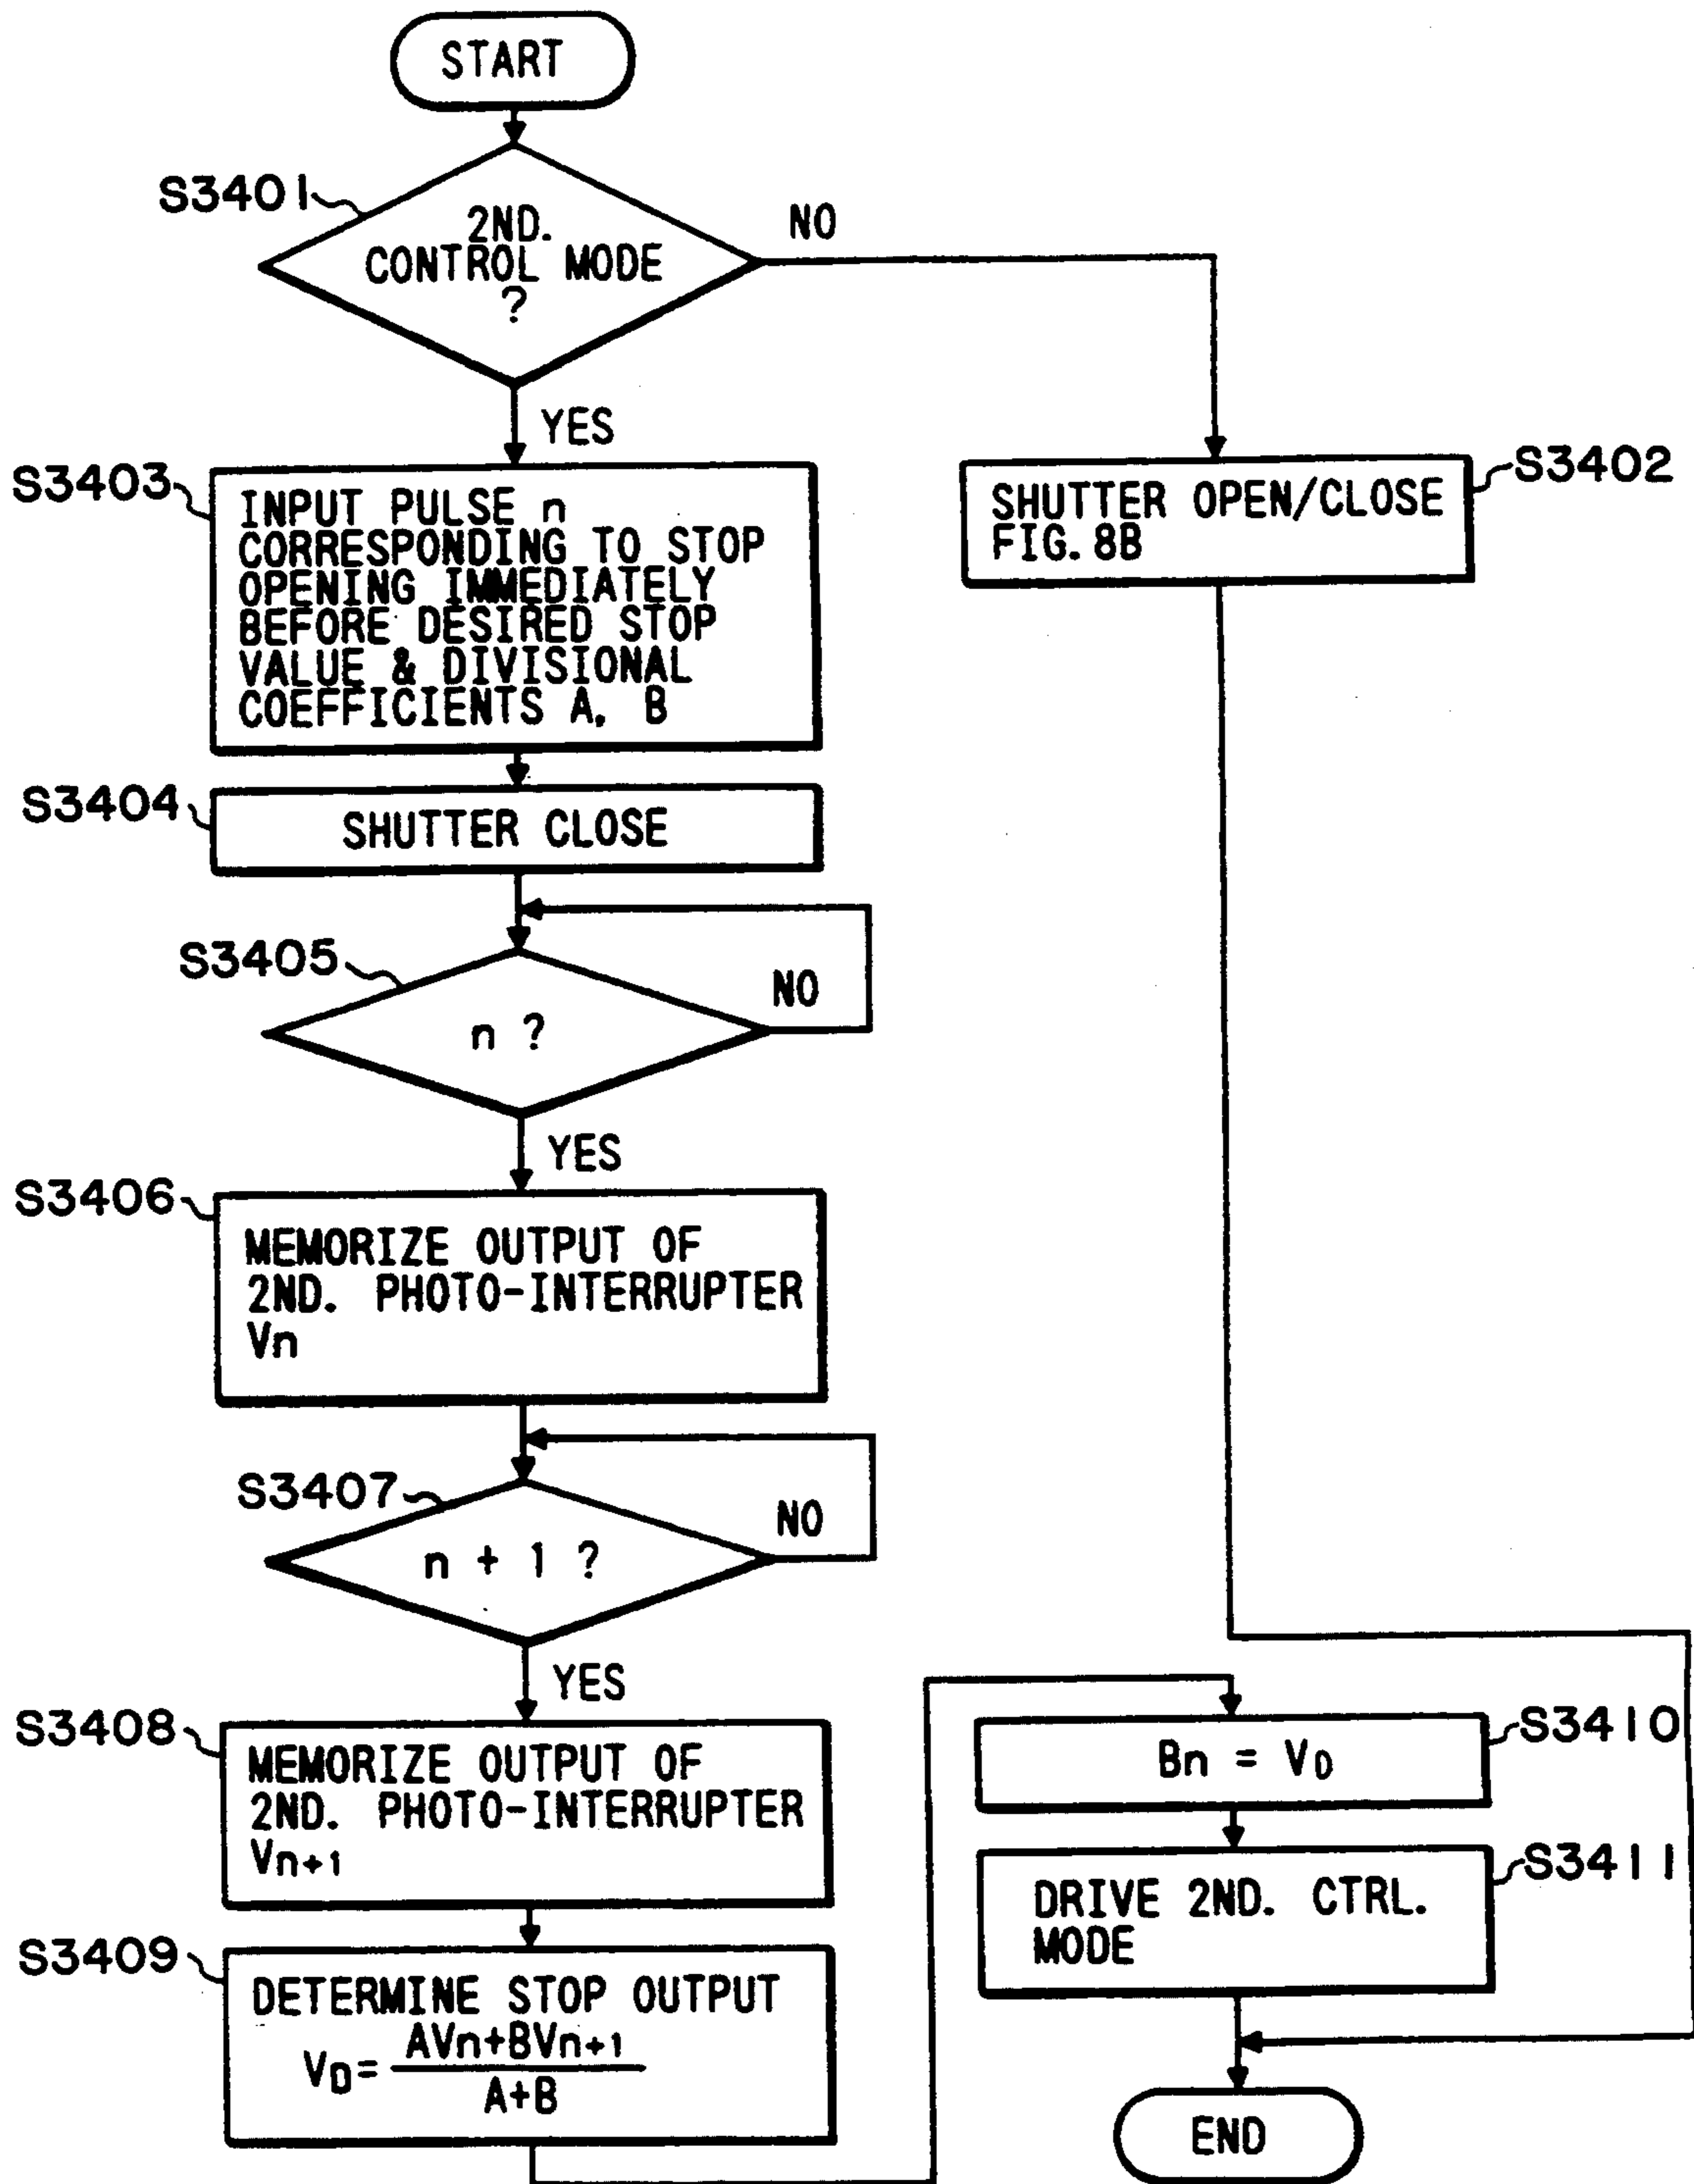 START
S3401
2ND.
CONTROL MODE
?
NO
YES
S3403
INPUT PULSE n
CORRESPONDING TO STOP
OPENING IMMEDIATELY
BEFORE DESIRED STOP
VALUE & DIVISIONAL
COEFFICIENTS A, B
S3402
SHUTTER OPEN/CLOSE
FIG. 8B
S3404
SHUTTER CLOSE
S3405
n ?
NO
YES
S3406
MEMORIZE OUTPUT OF
2ND. PHOTO-INTERRUPTER
Vn
S3407
n + 1 ?
NO
YES
S3408
MEMORIZE OUTPUT OF
2ND. PHOTO-INTERRUPTER
Vn+1
S3409
DETERMINE STOP OUTPUT
VD = AVn+BVn+1
A+B
S3410
Bn = VD
S3411
DRIVE 2ND. CTRL.
MODE
END